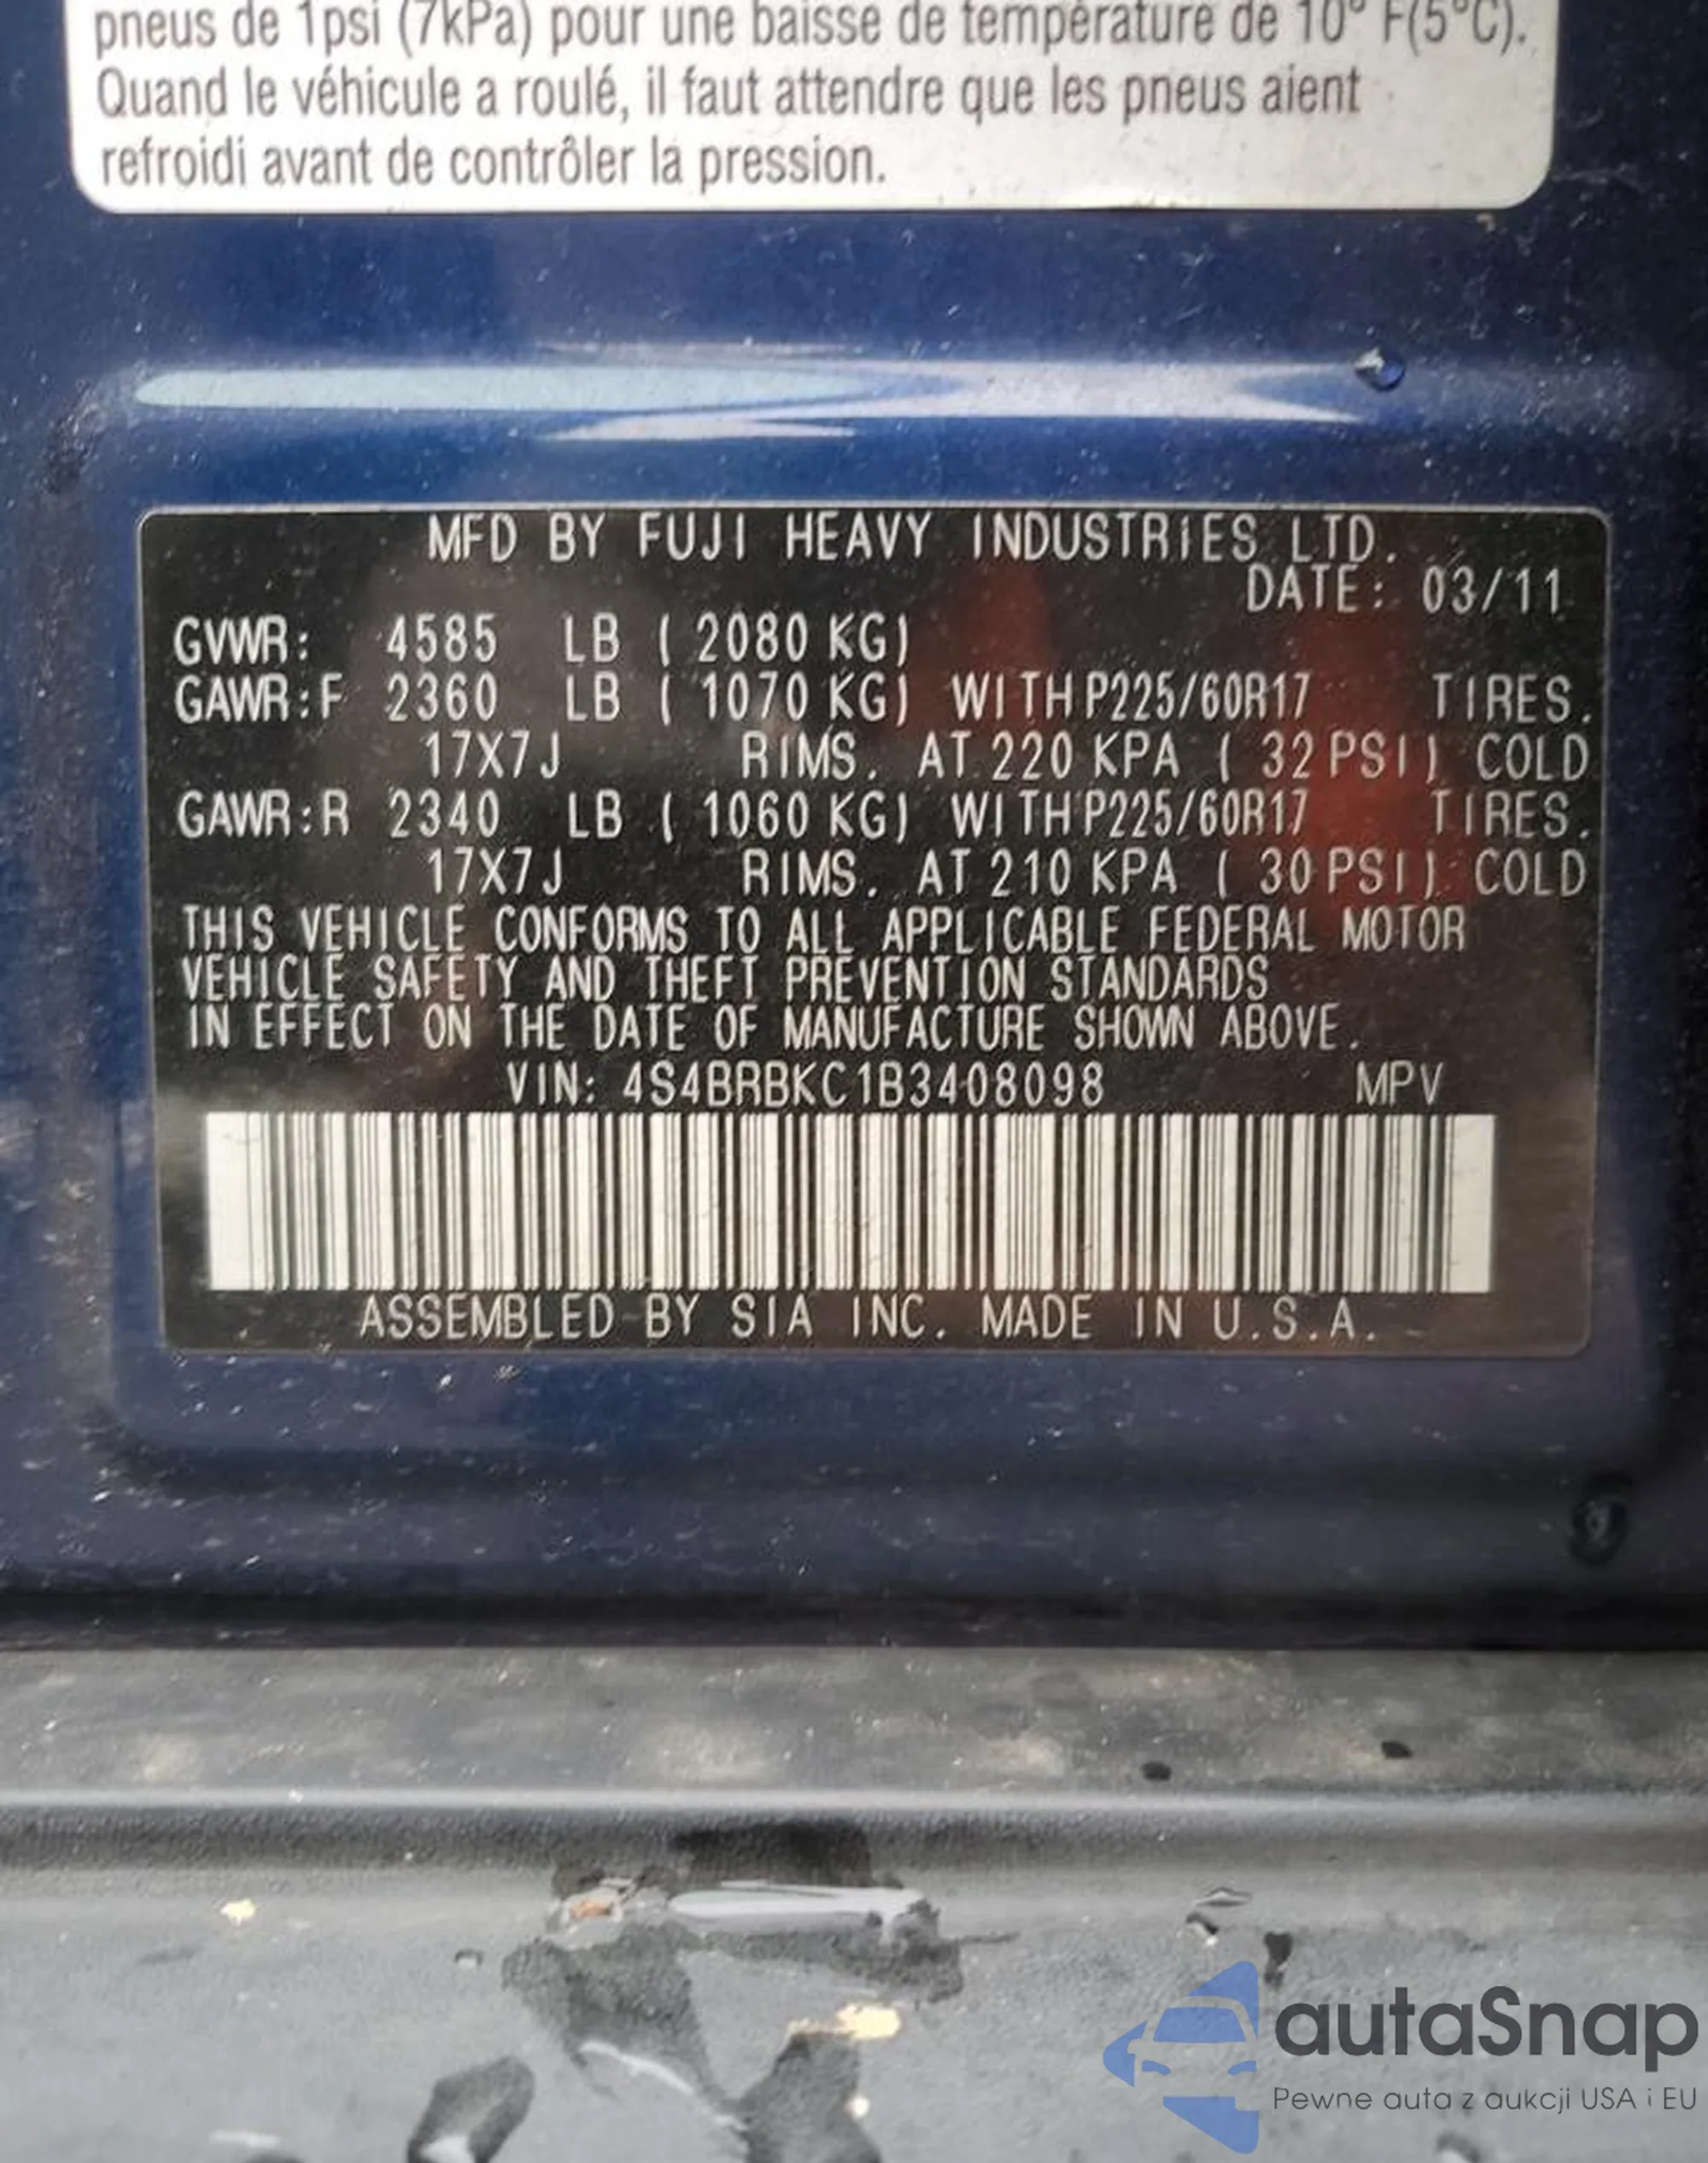 pneus de 1psi (7kPa) pour une baisse de température de 10° F(5°C).
Quand le véhicule a roulé, il faut attendre que les pneus aient
refroidi avant de contrôler la pression.
MFD BY FUJI HEAVY INDUSTRIES LTD.
DATE: 03/11
GVWR: 4585 LB ( 2080 KG)
GAWR:F 2360 LB ( 1070 KG) WITH P225/60R17 TIRES.
17X7J RIMS. AT 220 KPA ( 32 PSI) COLD
GAWR:R 2340 LB ( 1060 KG) WITH P225/60R17 TIRES.
17X7J RIMS. AT 210 KPA ( 30 PSI) COLD
THIS VEHICLE CONFORMS TO ALL APPLICABLE FEDERAL MOTOR
VEHICLE SAFETY AND THEFT PREVENTION STANDARDS
IN EFFECT ON THE DATE OF MANUFACTURE SHOWN ABOVE.
VIN: 4S4BRBKC1B3408098 MPV
ASSEMBLED BY SIA INC. MADE IN U.S.A.
autaSnap
Pewne auta z aukcji USA i EU